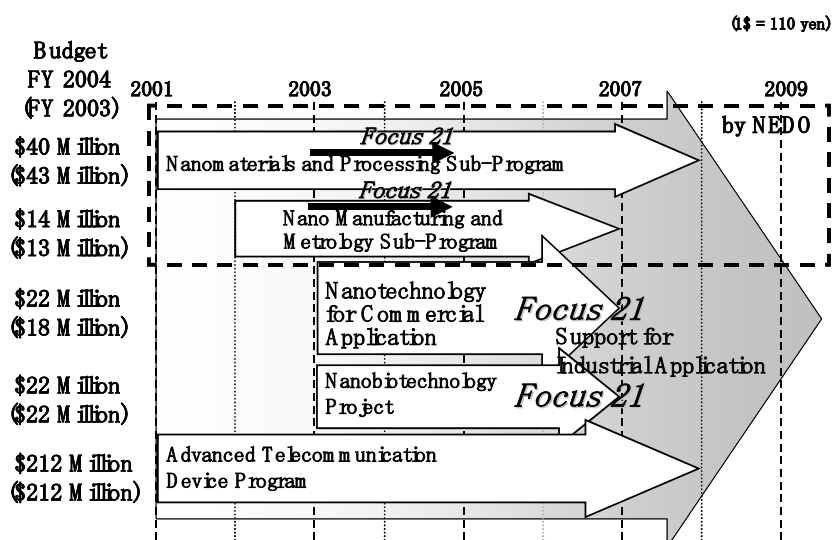 (1$ = 110 yen)
Budget
FY 2004
(FY 2003)
2001 2003 2005 2007 2009
by NEDO
$40 Million
($43 Million)
Focus 21
Nanomaterials and Processing Sub-Program
$14 Million
($13 Million)
Focus 21
Nano Manufacturing and
Metrology Sub-Program
$22 Million
($18 Million)
Nanotechnology
for Commercial
Application
Focus 21
Support for
Industrial Application
$22 Million
($22 Million)
Nanobiotechnology
Project
Focus 21
$212 Million
($212 Million)
Advanced Telecommunication
Device Program